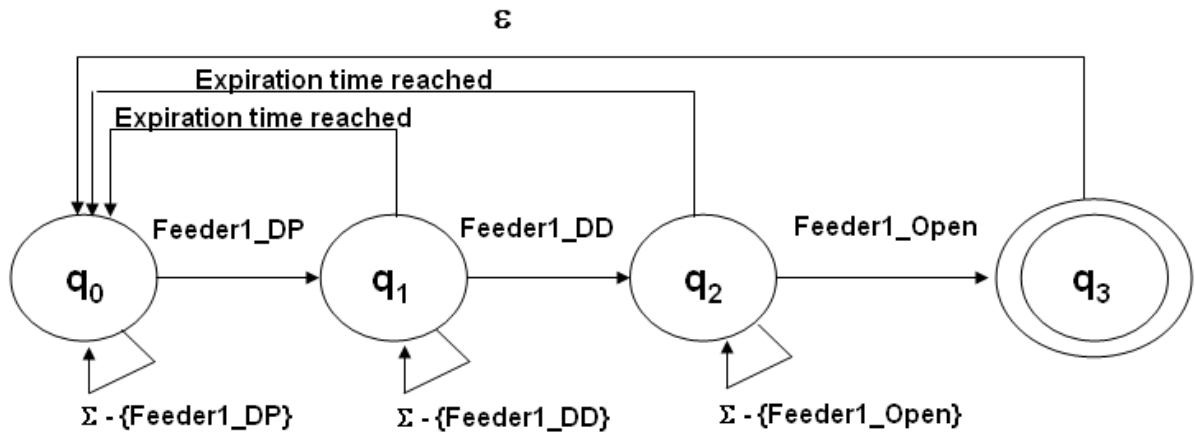 ε
Expiration time reached
Expiration time reached
Feeder1_DP
Feeder1_DD
Feeder1_Open
q0
q1
q2
q3
Σ - {Feeder1_DP}
Σ - {Feeder1_DD}
Σ - {Feeder1_Open}